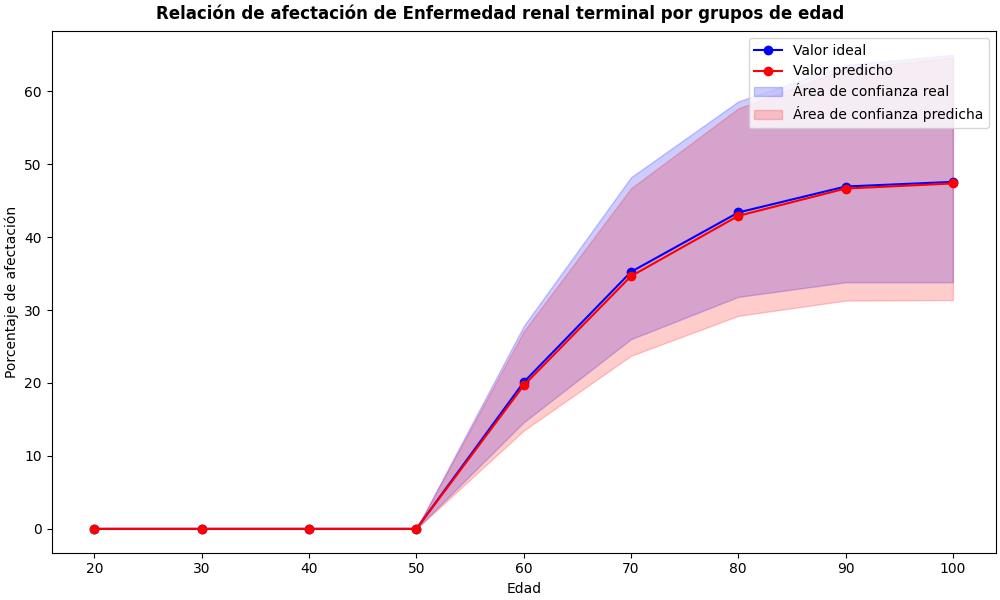 Relación de afectación de Enfermedad renal terminal por grupos de edad
Valor ideal
Valor predicho
Área de confianza real
Área de confianza predicha
Porcentaje de afectación
60
50
40
30
20
10
0
20 30 40 50 60 70 80 90 100
Edad